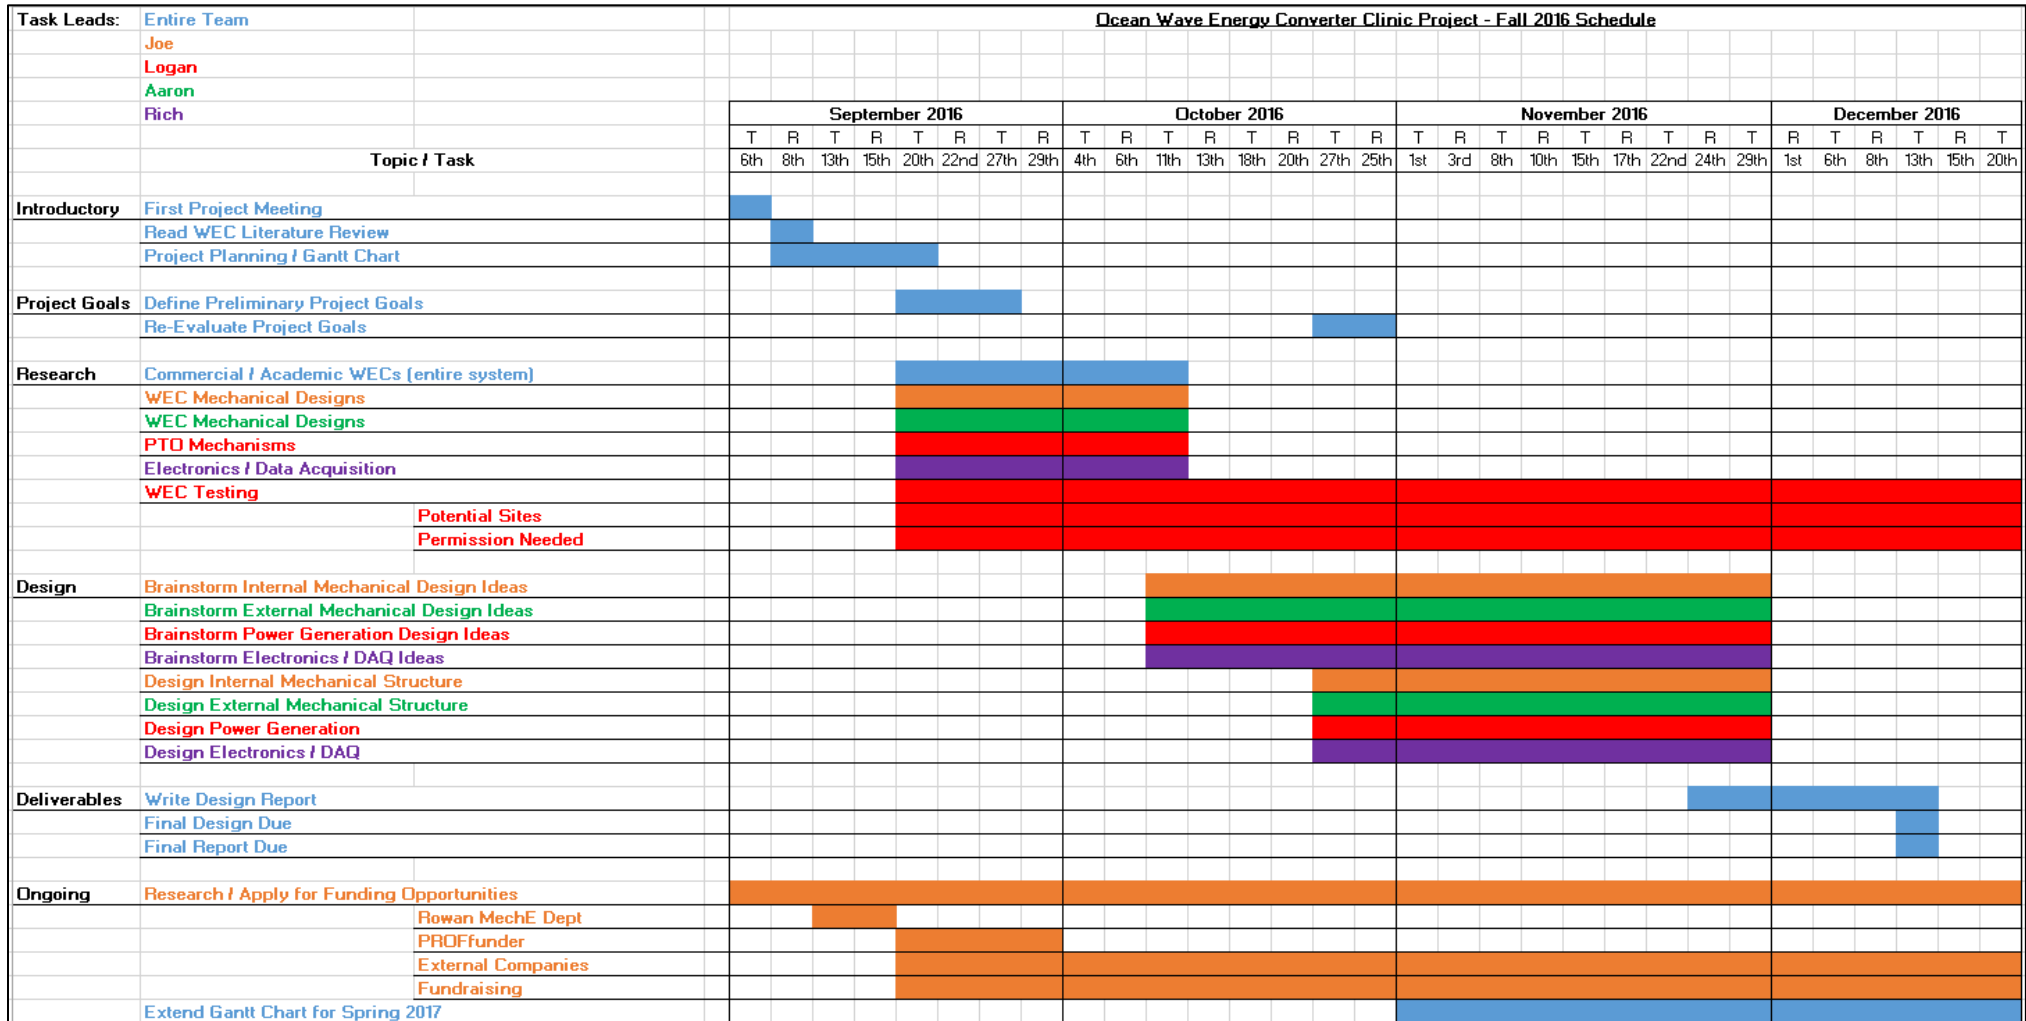 Task Leads: Entire Team Ocean Wave Energy Converter Clinic Project - Fall 2016 Schedule
Joe
Logan
Aaron
Rich September 2016 October 2016 November 2016 December 2016
T R T R T R T R T R T R T R T R T R T R T R T R T R T R T R T
Topic / Task 6th 8th 13th 15th 20th 22nd 27th 29th 4th 6th 11th 13th 18th 20th 27th 25th 1st 3rd 8th 10th 15th 17th 22nd 24th 29th 1st 6th 8th 13th 15th 20th
Introductory First Project Meeting
Read WEC Literature Review
Project Planning / Gantt Chart
Project Goals Define Preliminary Project Goals
Re-Evaluate Project Goals
Research Commercial / Academic WECs (entire system)
WEC Mechanical Designs
WEC Mechanical Designs
PTO Mechanisms
Electronics / Data Acquisition
WEC Testing
Potential Sites
Permission Needed
Design Brainstorm Internal Mechanical Design Ideas
Brainstorm External Mechanical Design Ideas
Brainstorm Power Generation Design Ideas
Brainstorm Electronics / DAQ Ideas
Design Internal Mechanical Structure
Design External Mechanical Structure
Design Power Generation
Design Electronics / DAQ
Deliverables Write Design Report
Final Design Due
Final Report Due
Ongoing Research / Apply for Funding Opportunities
Rowan MechE Dept
PROFfunder
External Companies
Fundraising
Extend Gantt Chart for Spring 2017